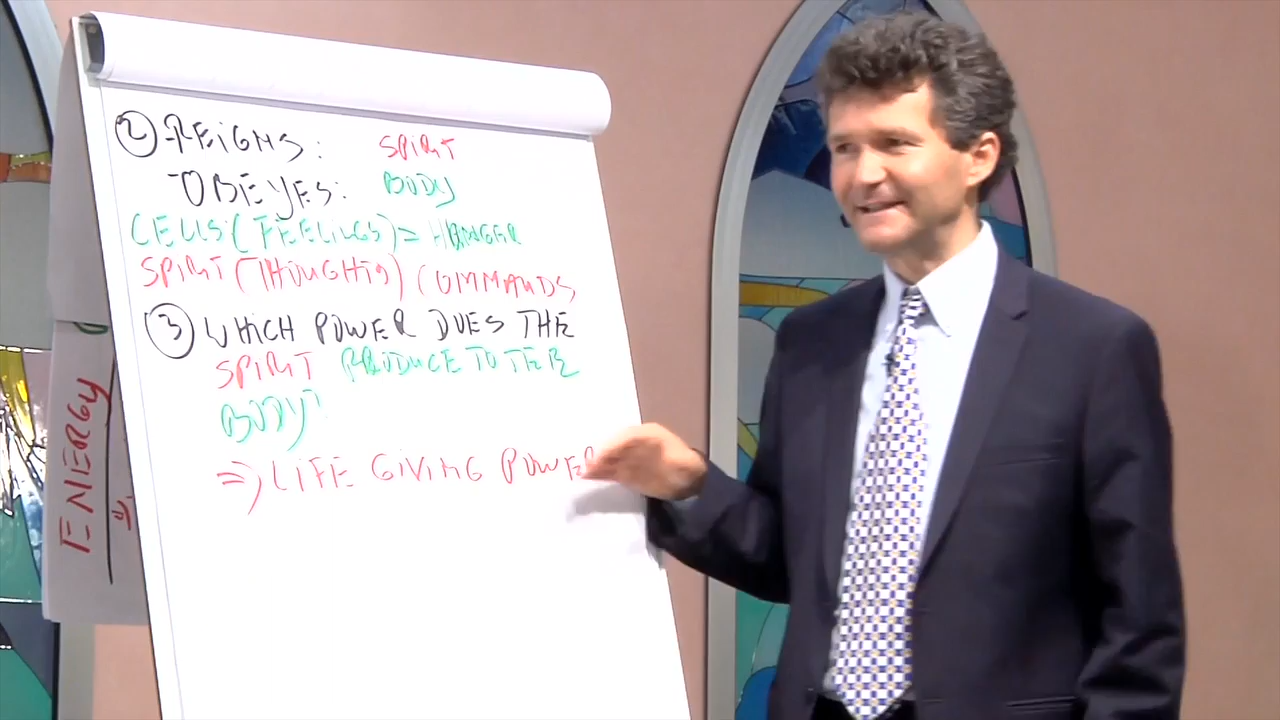 ② REIGNS: SPIRIT
OBEYES: BODY
CELLS (FEELINGS) = HUNGER
SPIRIT (THOUGHTS) COMMANDS
③ WHICH POWER DOES THE
SPIRIT PRODUCE TO THE
BODY?
⇒ LIFE GIVING POWER
ENERGY